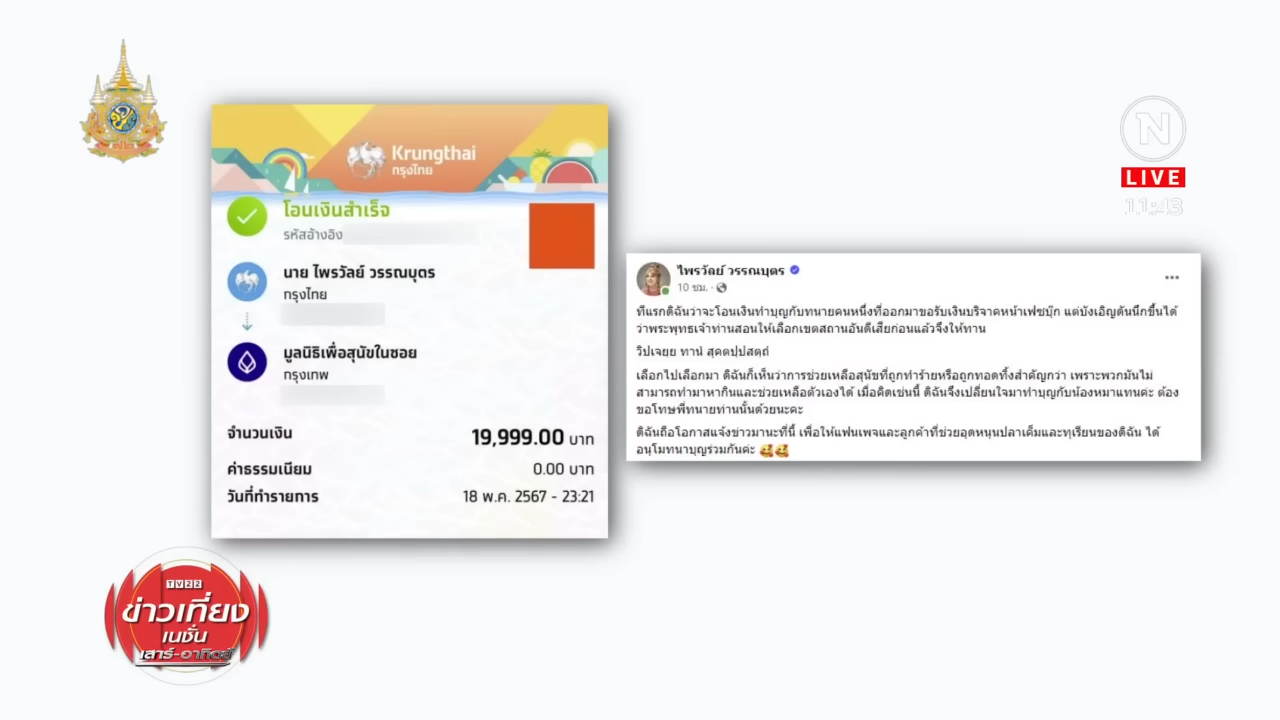 Krungthai
กรุงไทย
โอนเงินสำเร็จ
รหัสอ้างอิง
นาย ไพรวัลย์ วรรณบุตร
กรุงไทย
มูลนิธิเพื่อสุนัขในซอย
กรุงเทพ
จำนวนเงิน 19,999.00 บาท
ค่าธรรมเนียม 0.00 บาท
วันที่ทำรายการ 18 พ.ค. 2567 - 23:21
N
LIVE
11:43
ไพรวัลย์ วรรณบุตร
10 ชม.
ทีแรกดิฉันว่าจะโอนเงินทำบุญกับทนายคนหนึ่งที่ออกมาขอรับเงินบริจาคหน้าเฟซบุ๊ก แต่บังเอิญดันนึกขึ้นได้
ว่าพระพุทธเจ้าท่านสอนให้เลือกเขตสถานอันดีเสียก่อนแล้วจึงให้ทาน
วิเจยฺย ทานํ สุคตปฺปสตฺถํ
เลือกไปเลือกมา ดิฉันก็เห็นว่าการช่วยเหลือสุนัขที่ถูกทำร้ายหรือถูกทอดทิ้งสำคัญกว่า เพราะพวกมันไม่
สามารถทำมาหากินและช่วยเหลือตัวเองได้ เมื่อคิดเช่นนี้ ดิฉันจึงเปลี่ยนใจมาทำบุญกับน้องหมาแทนค่ะ ต้อง
ขอโทษพี่ทนายท่านนั้นด้วยนะคะ
ดิฉันถือโอกาสแจ้งข่าวมานะที่นี้ เพื่อให้แฟนเพจและลูกค้าที่ช่วยอุดหนุนปลาเค็มและทุเรียนของดิฉัน ได้
อนุโมทนาบุญร่วมกันค่ะ 🥰🥰
TV22
ข่าวเที่ยง
เนชั่น
เสาร์-อาทิตย์